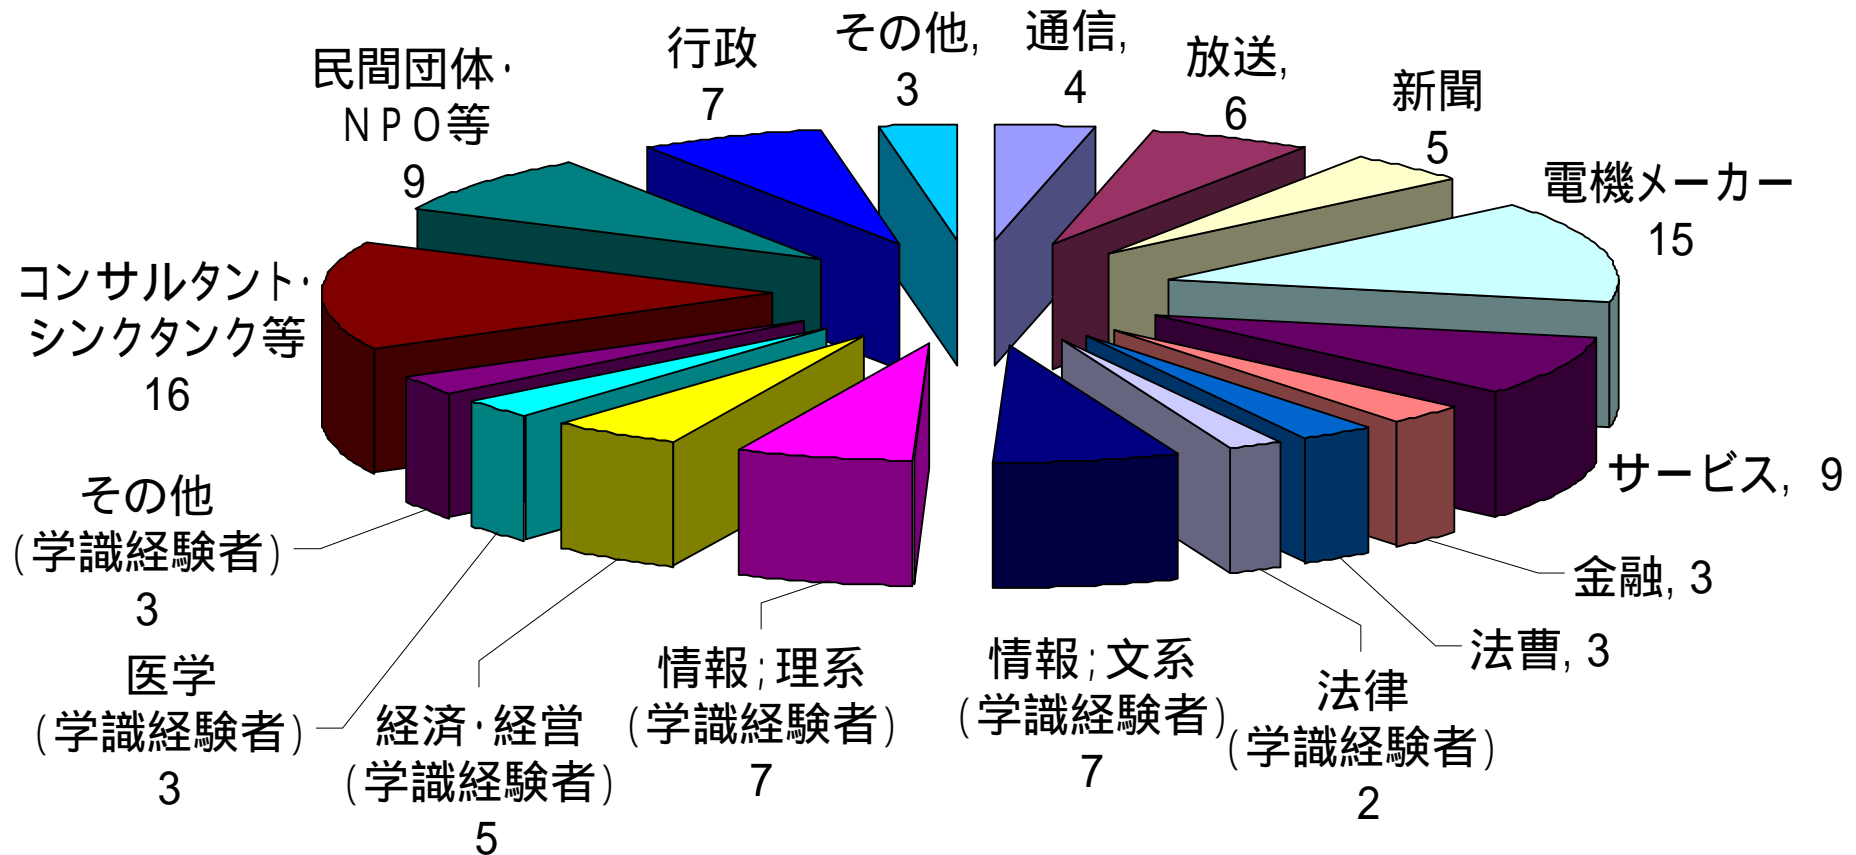 通信,
4
放送,
6
新聞
5
電機メーカー
15
サービス, 9
金融, 3
法曹, 3
法律
(学識経験者)
2
情報;文系
(学識経験者)
7
情報;理系
(学識経験者)
7
経済・経営
(学識経験者)
5
医学
(学識経験者)
3
その他
(学識経験者)
3
コンサルタント・
シンクタンク等
16
民間団体・
NPO等
9
行政
7
その他,
3